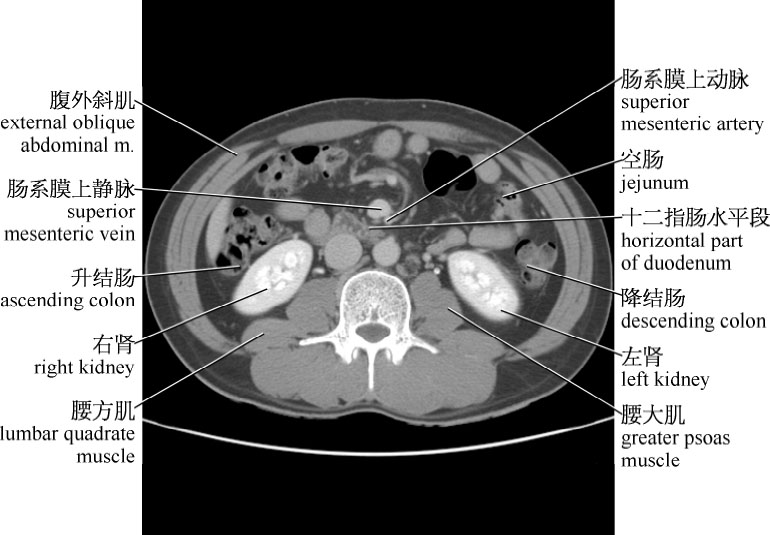 腹外斜肌
external oblique
abdominal m.
肠系膜上静脉
superior
mesenteric vein
升结肠
ascending colon
右肾
right kidney
腰方肌
lumbar quadrate
muscle
肠系膜上动脉
superior
mesenteric artery
空肠
jejunum
十二指肠水平段
horizontal part
of duodenum
降结肠
descending colon
左肾
left kidney
腰大肌
greater psoas
muscle